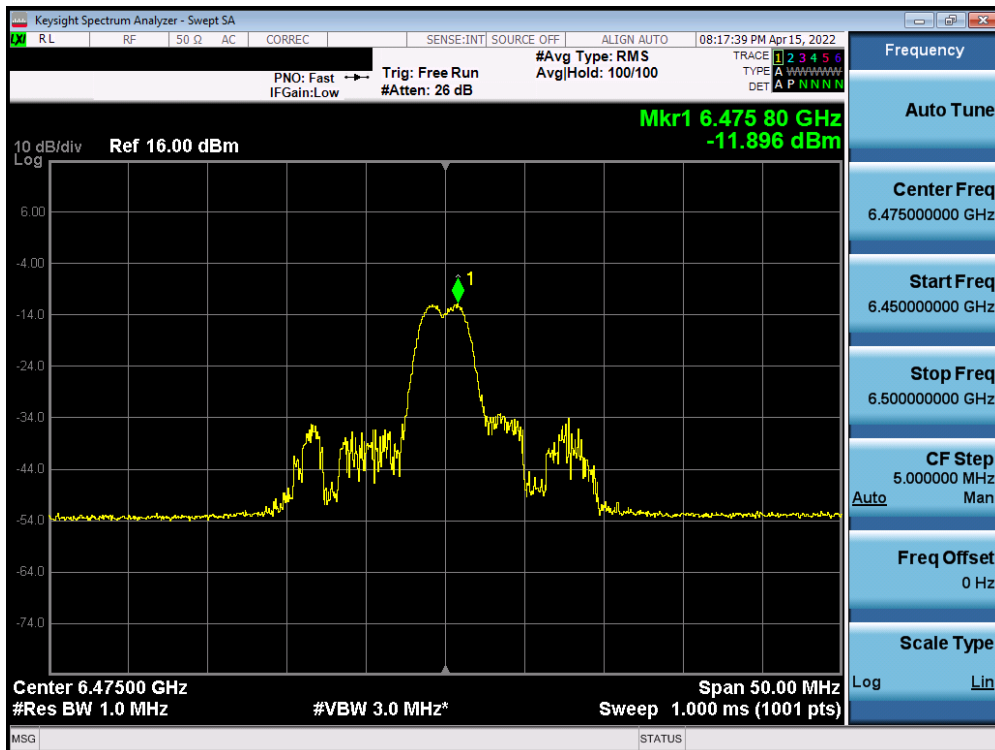 Keysight Spectrum Analyzer - Swept SA
LXI RL RF 50 Ω AC CORREC SENSE:INT SOURCE OFF ALIGN AUTO 08:17:39 PM Apr 15, 2022
PNO: Fast Trig: Free Run #Avg Type: RMS TRACE 1 2 3 4 5 6
IFGain:Low #Atten: 26 dB Avg|Hold: 100/100 TYPE A WWWWW
DET A P N N N N
Mkr1 6.475 80 GHz
-11.896 dBm
10 dB/div Ref 16.00 dBm
Log
6.00
-4.00
-14.0
-24.0
-34.0
-44.0
-54.0
-64.0
-74.0
1
Center 6.47500 GHz Span 50.00 MHz
#Res BW 1.0 MHz #VBW 3.0 MHz* Sweep 1.000 ms (1001 pts)
MSG STATUS
Frequency
Auto Tune
Center Freq
6.475000000 GHz
Start Freq
6.450000000 GHz
Stop Freq
6.500000000 GHz
CF Step
5.000000 MHz
Auto Man
Freq Offset
0 Hz
Scale Type
Log Lin